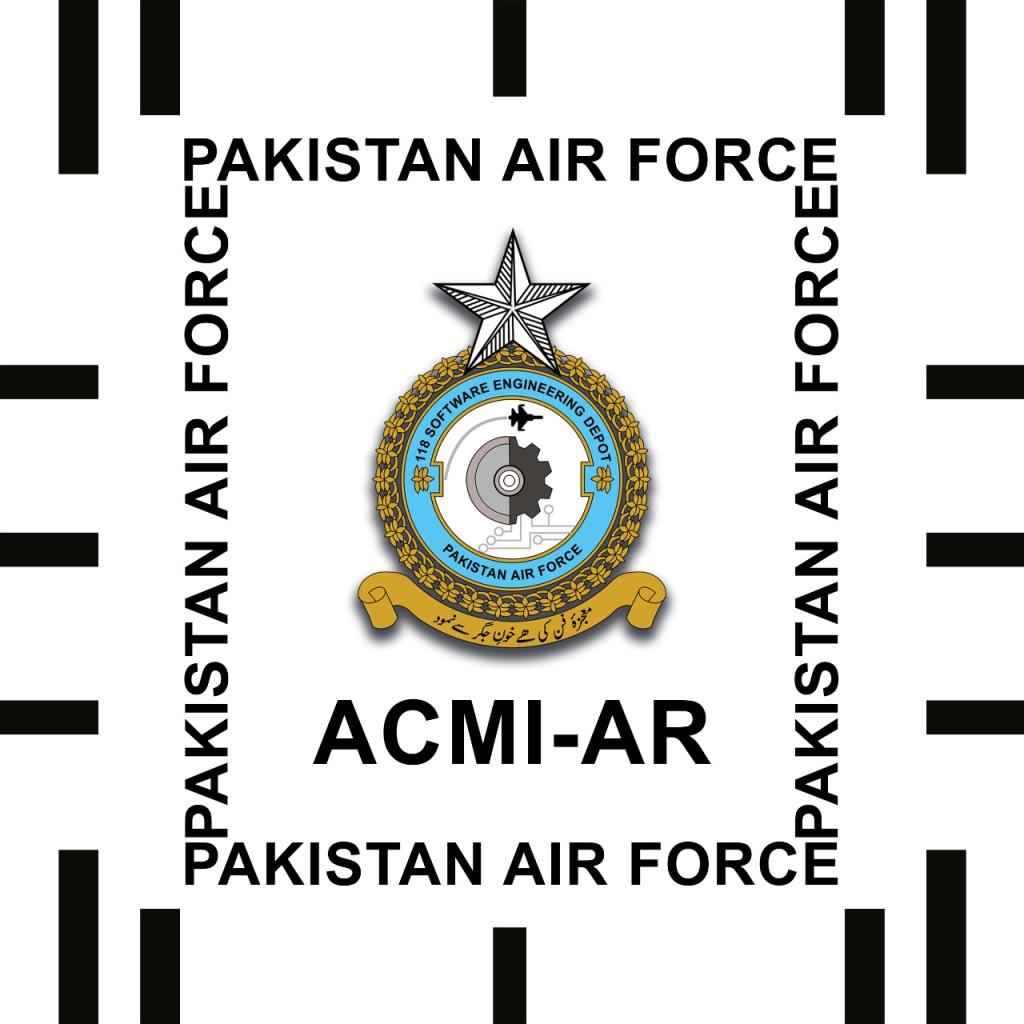 PAKISTAN AIR FORCE
PAKISTAN AIR FORCE
PAKISTAN AIR FORCE
118 SOFTWARE ENGINEERING DEPOT
PAKISTAN AIR FORCE
معجزۂ فن کی ھے خونِ جگر سے نمود
ACMI-AR
PAKISTAN AIR FORCE